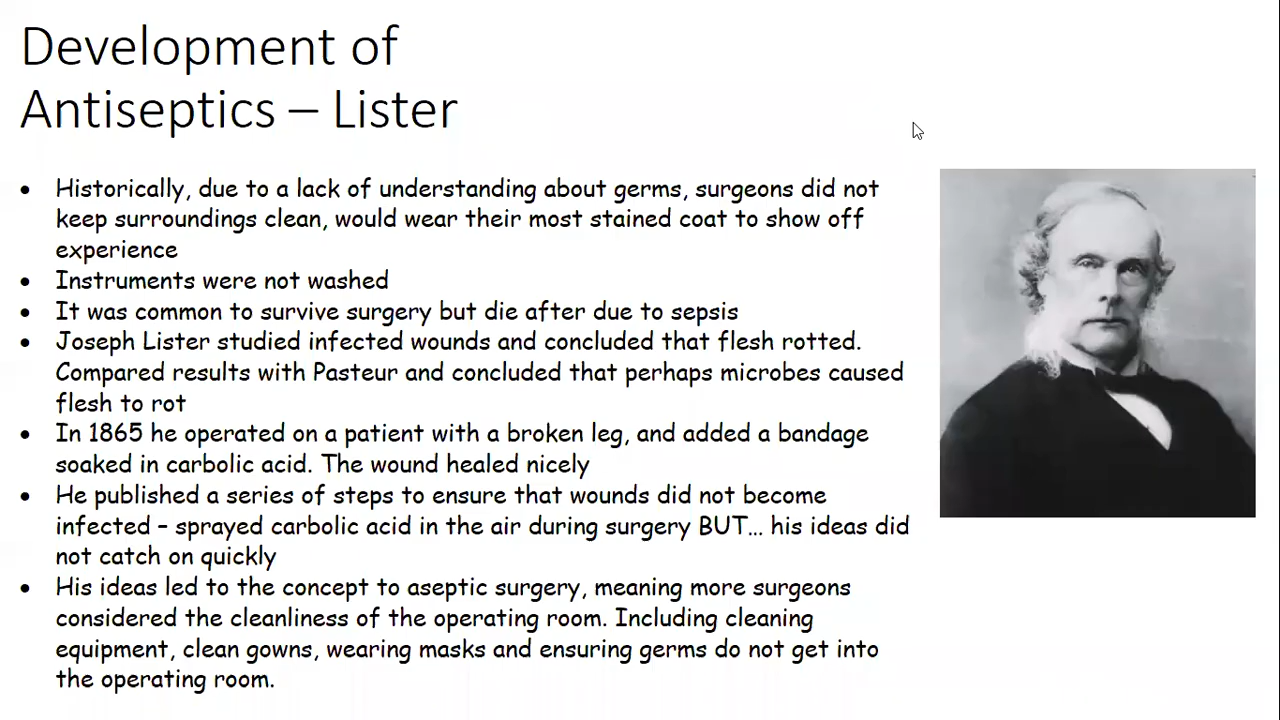 Development of
Antiseptics – Lister
• Historically, due to a lack of understanding about germs, surgeons did not
keep surroundings clean, would wear their most stained coat to show off
experience
• Instruments were not washed
• It was common to survive surgery but die after due to sepsis
• Joseph Lister studied infected wounds and concluded that flesh rotted.
Compared results with Pasteur and concluded that perhaps microbes caused
flesh to rot
• In 1865 he operated on a patient with a broken leg, and added a bandage
soaked in carbolic acid. The wound healed nicely
• He published a series of steps to ensure that wounds did not become
infected – sprayed carbolic acid in the air during surgery BUT... his ideas did
not catch on quickly
• His ideas led to the concept to aseptic surgery, meaning more surgeons
considered the cleanliness of the operating room. Including cleaning
equipment, clean gowns, wearing masks and ensuring germs do not get into
the operating room.